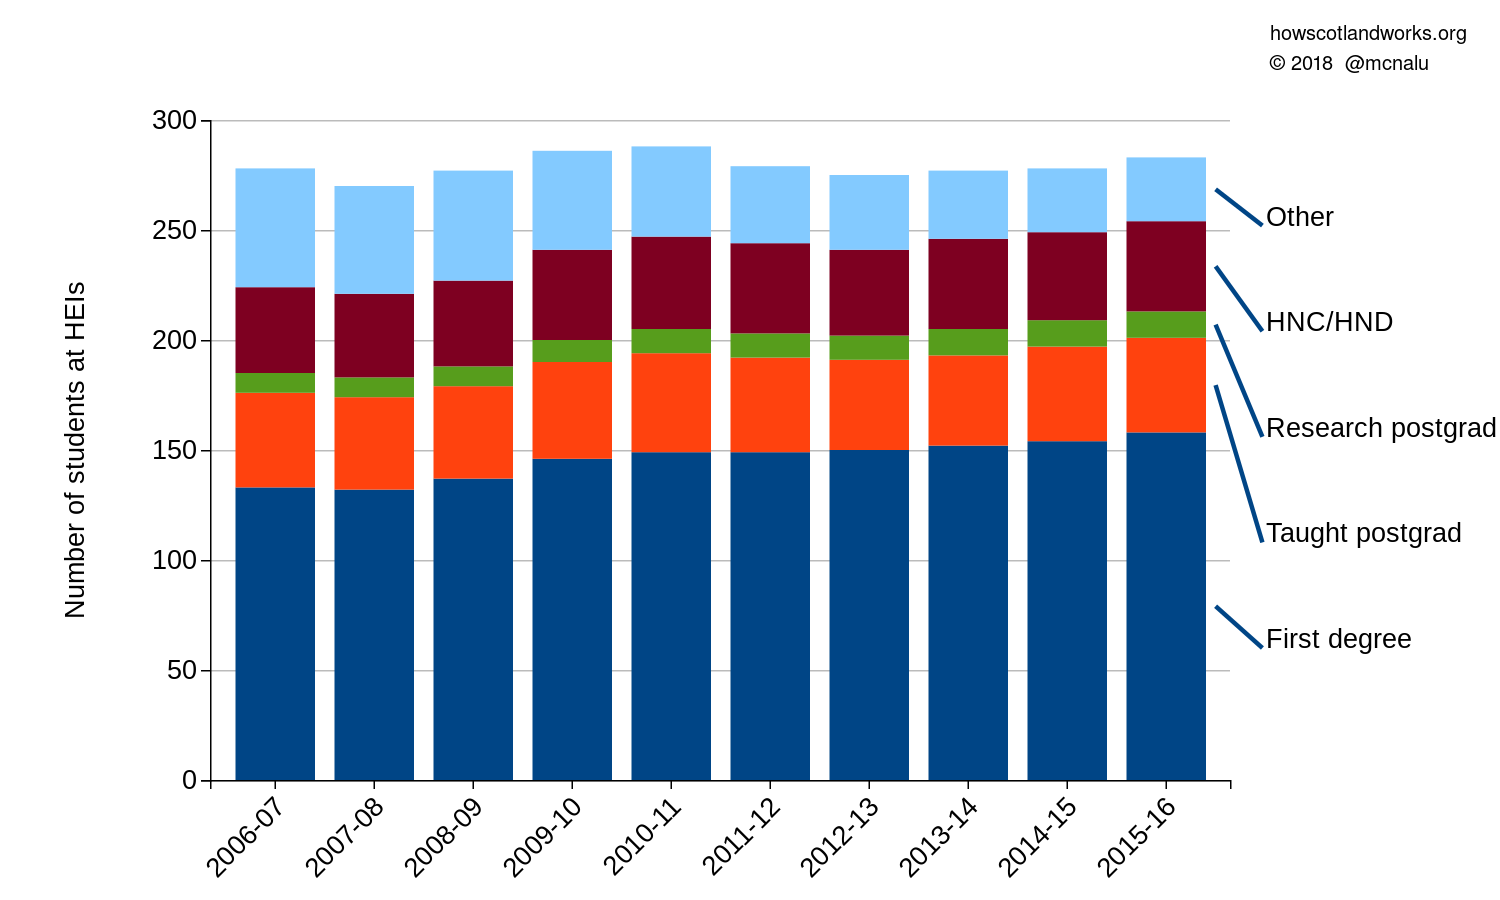 howscotlandworks.org
© 2018 @mcnalu
300
250
200
150
100
50
0
Number of students at HEIs
Other
HNC/HND
Research postgrad
Taught postgrad
First degree
2006-07
2007-08
2008-09
2009-10
2010-11
2011-12
2012-13
2013-14
2014-15
2015-16